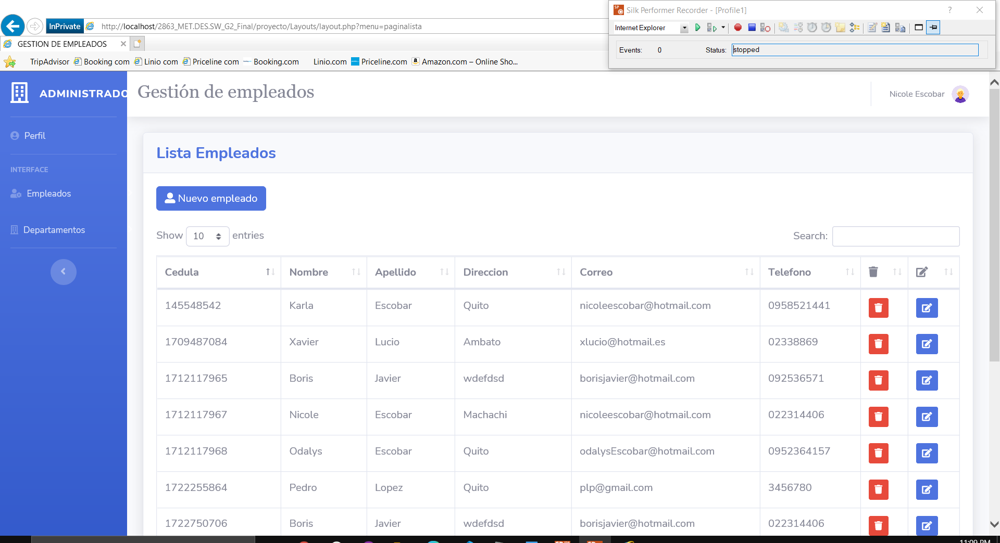 Silk Performer Recorder - [Profile1]
Internet Explorer
Events: 0 Status: stopped
InPrivate http://localhost/2863_MET.DES.SW_G2_Final/proyecto/Layouts/layout.php?menu=paginalista
GESTION DE EMPLEADOS
TripAdvisor Booking com Linio com Priceline com Booking.com Linio.com Priceline.com Amazon.com – Online Sho...
ADMINISTRADO
Perfil
INTERFACE
Empleados
Departamentos
Gestión de empleados
Nicole Escobar
Lista Empleados
Nuevo empleado
Show 10 entries
Search:
Cedula Nombre Apellido Direccion Correo Telefono
145548542 Karla Escobar Quito nicoleescobar@hotmail.com 0958521441
1709487084 Xavier Lucio Ambato xlucio@hotmail.es 02338869
1712117965 Boris Javier wdefdsd borisjavier@hotmail.com 092536571
1712117967 Nicole Escobar Machachi nicoleescobar@hotmail.com 022314406
1712117968 Odalys Escobar Quito odalysEscobar@hotmail.com 0952364157
1722255864 Pedro Lopez Quito plp@gmail.com 3456780
1722750706 Boris Javier wdefdsd borisjavier@hotmail.com 022314406
11:09 PM